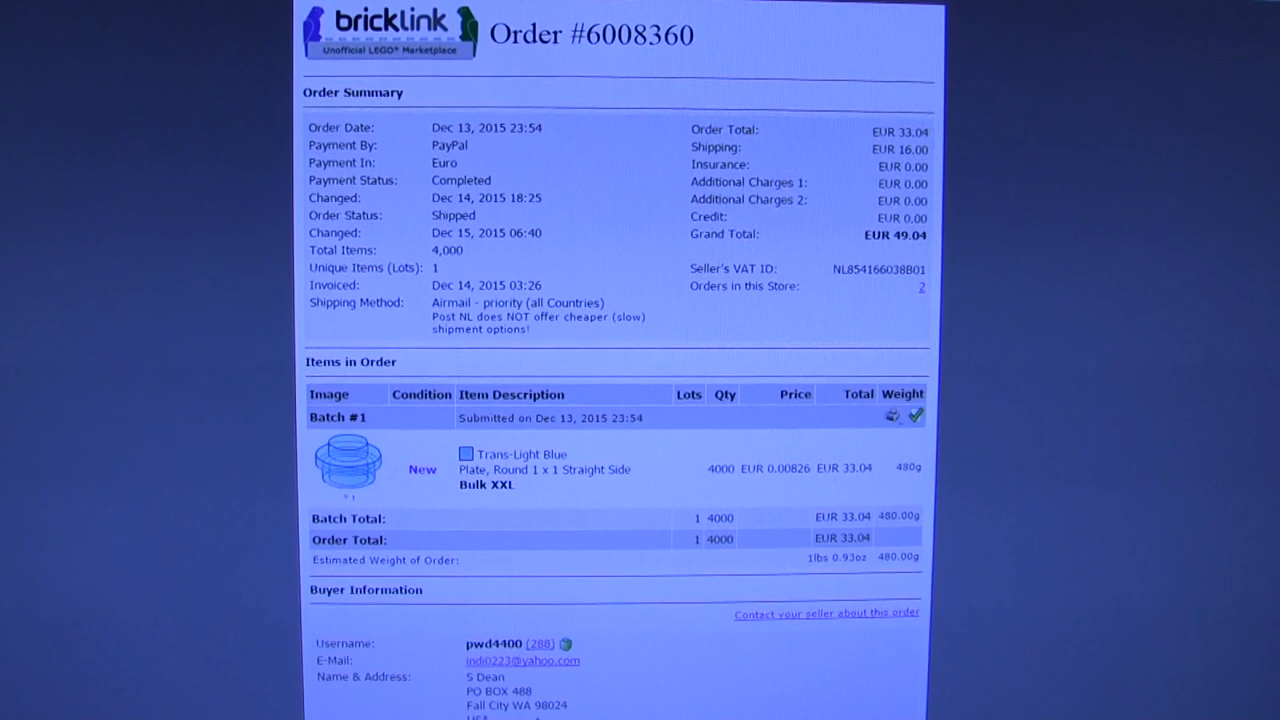 bricklink
Unofficial LEGO® Marketplace
Order #6008360
Order Summary
Order Date: Dec 13, 2015 23:54
Payment By: PayPal
Payment In: Euro
Payment Status: Completed
Changed: Dec 14, 2015 18:25
Order Status: Shipped
Changed: Dec 15, 2015 06:40
Total Items: 4,000
Unique Items (Lots): 1
Invoiced: Dec 14, 2015 03:26
Shipping Method: Airmail - priority (all Countries)
Post NL does NOT offer cheaper (slow)
shipment options!
Order Total: EUR 33.04
Shipping: EUR 16.00
Insurance: EUR 0.00
Additional Charges 1: EUR 0.00
Additional Charges 2: EUR 0.00
Credit: EUR 0.00
Grand Total: EUR 49.04
Seller's VAT ID: NL854166038B01
Orders in this Store: 2
Items in Order
Image Condition Item Description Lots Qty Price Total Weight
Batch #1 Submitted on Dec 13, 2015 23:54
Trans-Light Blue
New Plate, Round 1 x 1 Straight Side 4000 EUR 0.00826 EUR 33.04 480g
Bulk XXL
* 1
Batch Total: 1 4000 EUR 33.04 480.00g
Order Total: 1 4000 EUR 33.04
Estimated Weight of Order: 1lbs 0.93oz 480.00g
Buyer Information
Contact your seller about this order
Username: pwd4400 (288)
E-Mail: indi0223@yahoo.com
Name & Address: S Dean
PO BOX 488
Fall City WA 98024
USA